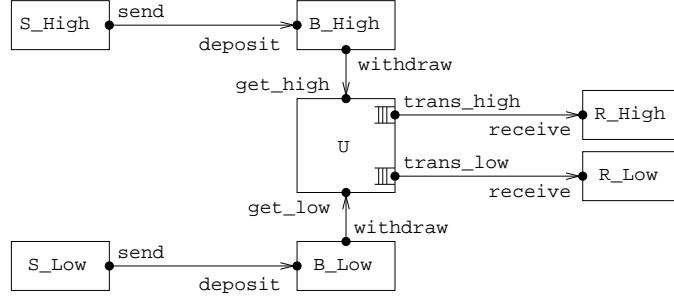 S_High
send
deposit
B_High
withdraw
get_high
trans_high
receive
R_High
U
trans_low
receive
R_Low
get_low
withdraw
S_Low
send
deposit
B_Low